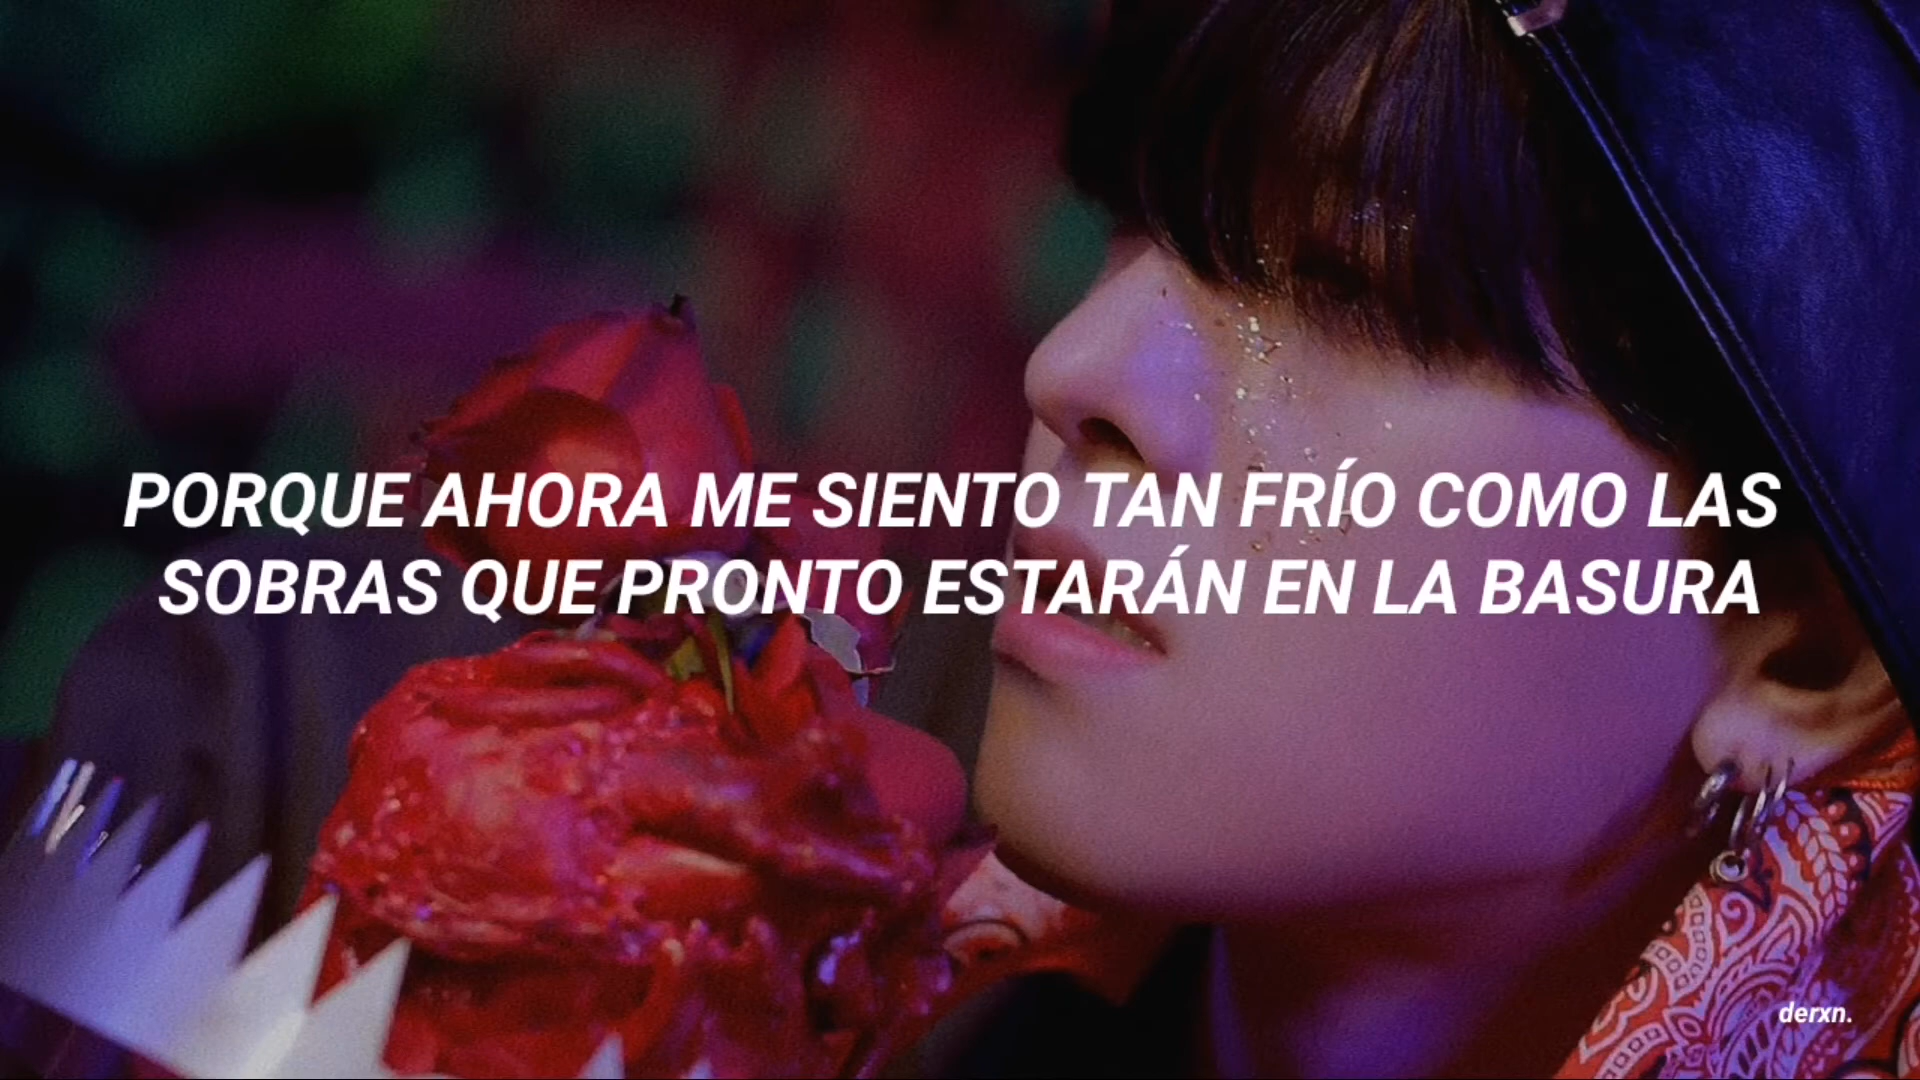 PORQUE AHORA ME SIENTO TAN FRÍO COMO LAS
SOBRAS QUE PRONTO ESTARÁN EN LA BASURA
derxn.